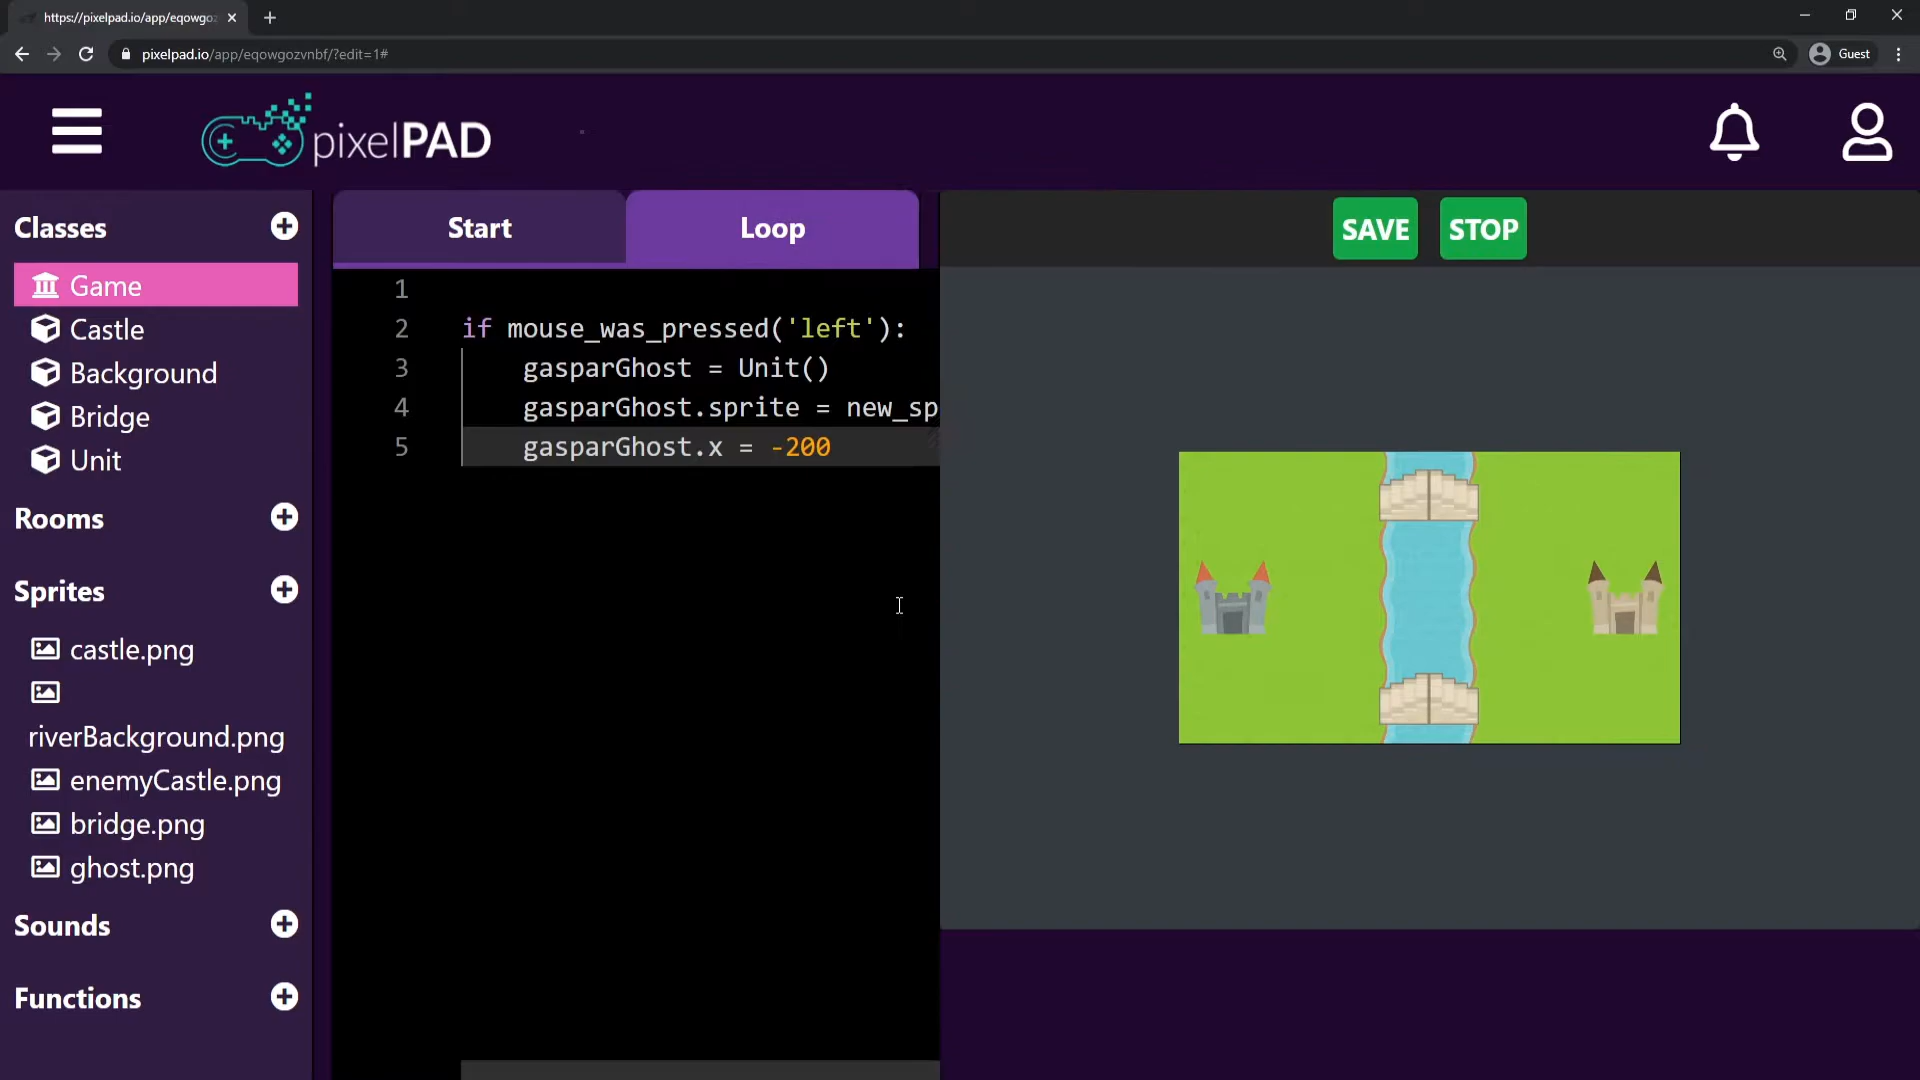 https://pixelpad.io/app/eqowgoz
pixelpad.io/app/eqowgozvnbf/?edit=1#
Guest
pixelPAD
Classes
Game
Castle
Background
Bridge
Unit
Rooms
Sprites
castle.png
riverBackground.png
enemyCastle.png
bridge.png
ghost.png
Sounds
Functions
Start
Loop
1
2 if mouse_was_pressed('left'):
3 gasparGhost = Unit()
4 gasparGhost.sprite = new_sp
5 gasparGhost.x = -200
SAVE
STOP